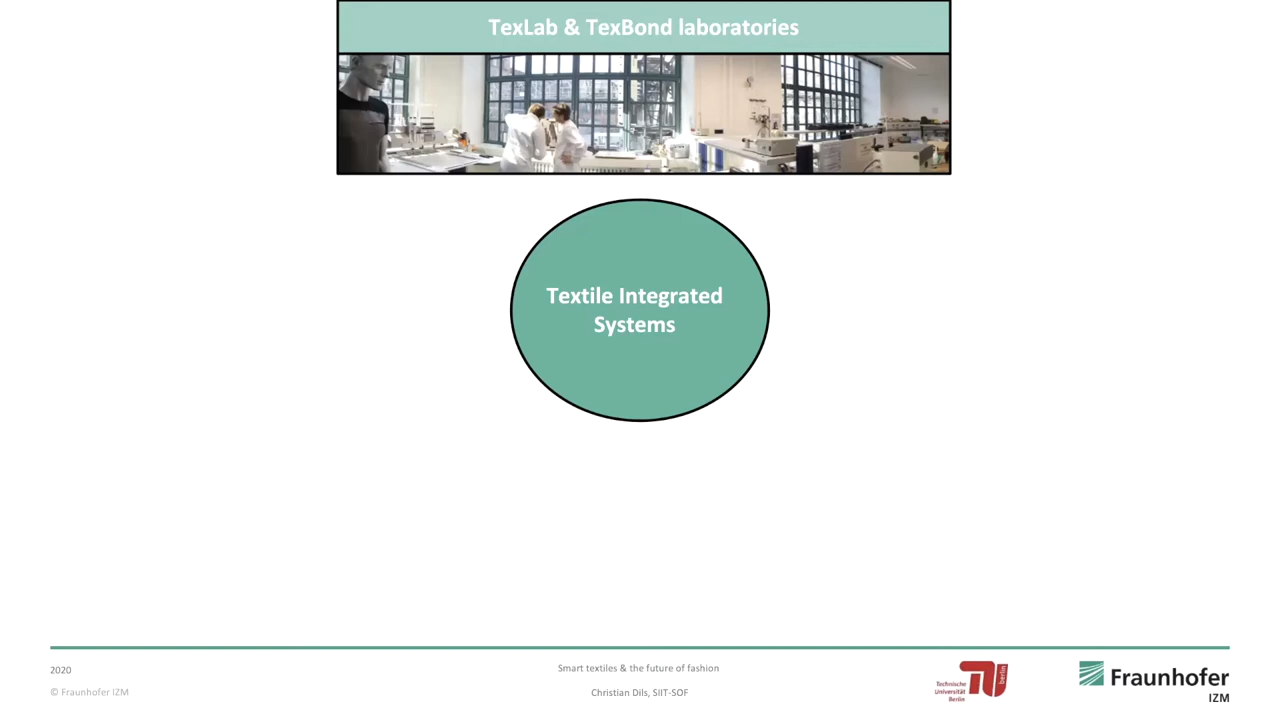 TexLab & TexBond laboratories
Textile Integrated
Systems
2020
© Fraunhofer IZM
Smart textiles & the future of fashion
Christian Dils, SIIT-SOF
Technische
Universität
Berlin
berlin
Fraunhofer
IZM